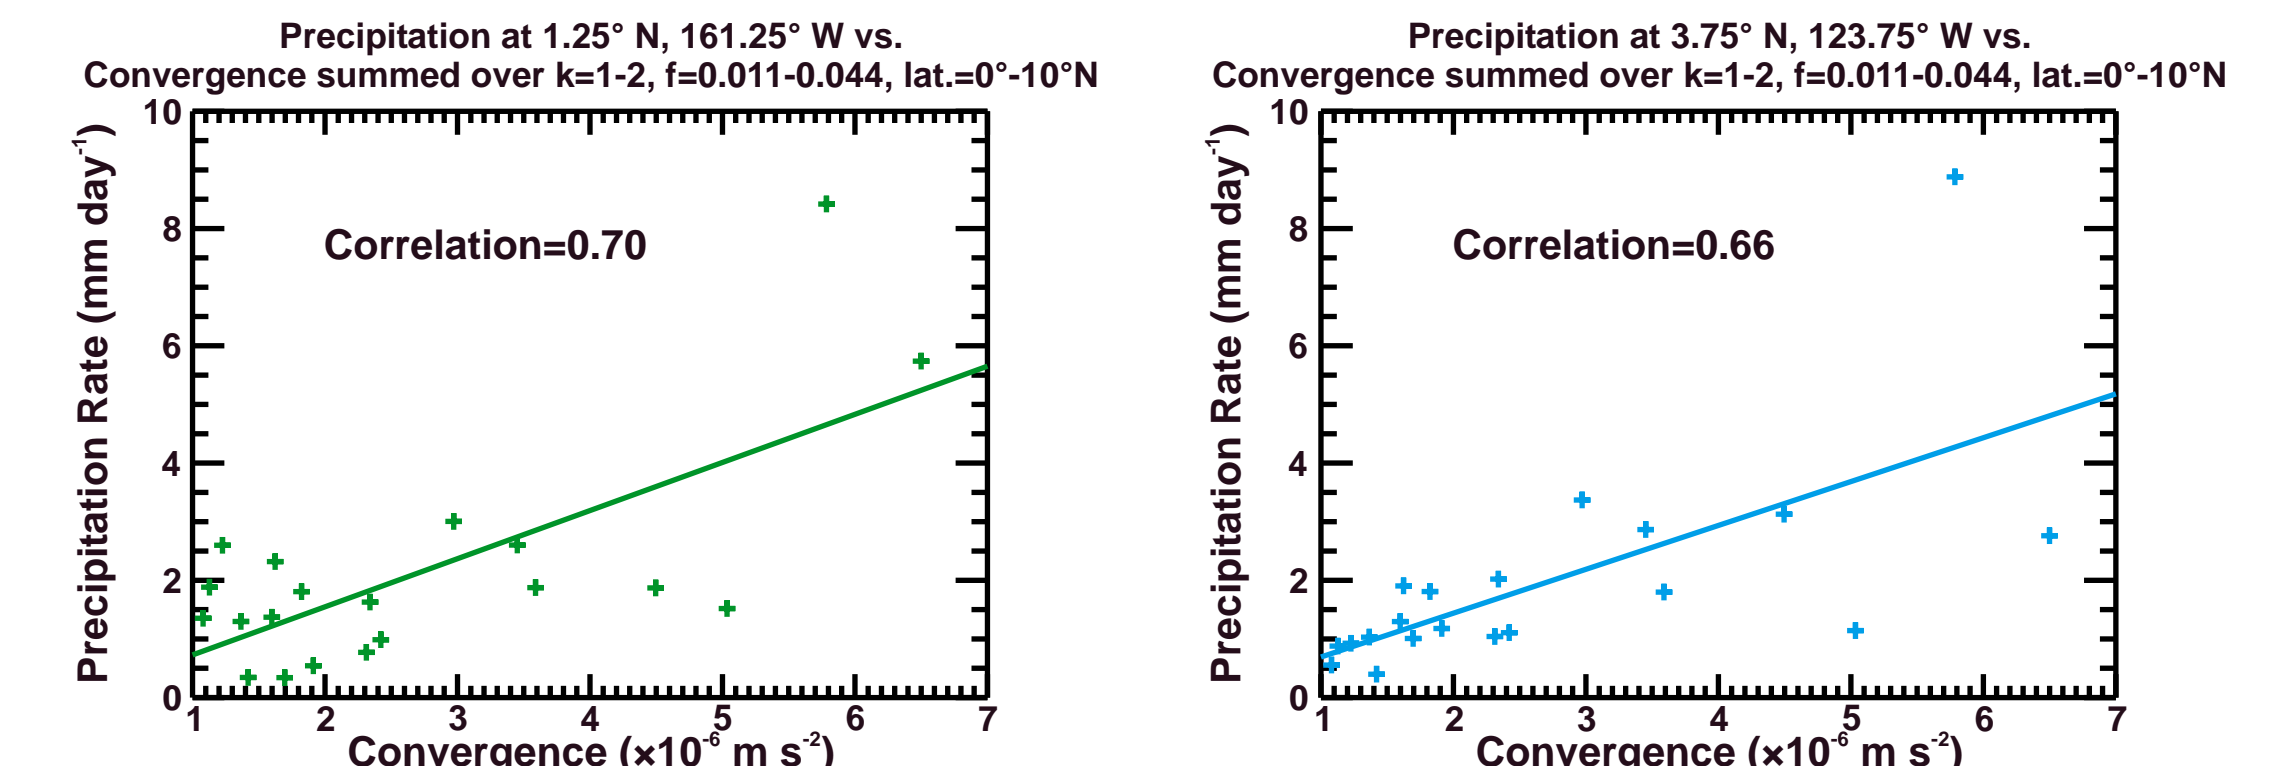 Precipitation at 1.25° N, 161.25° W vs.
Convergence summed over k=1-2, f=0.011-0.044, lat.=0°-10°N
10
8
6
4
2
0
Precipitation Rate (mm day⁻¹)
Correlation=0.70
1 2 3 4 5 6 7
Convergence (×10⁻⁶ m s⁻²)
Precipitation at 3.75° N, 123.75° W vs.
Convergence summed over k=1-2, f=0.011-0.044, lat.=0°-10°N
10
8
6
4
2
0
Precipitation Rate (mm day⁻¹)
Correlation=0.66
1 2 3 4 5 6 7
Convergence (×10⁻⁶ m s⁻²)